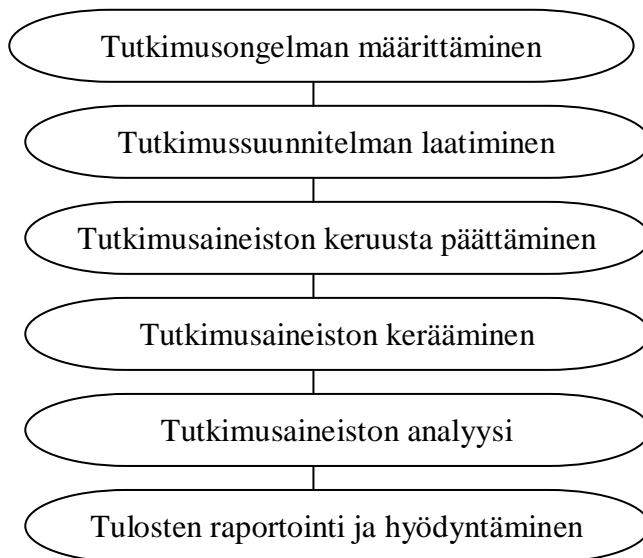 Tutkimusongelman määrittäminen
Tutkimussuunnitelman laatiminen
Tutkimusaineiston keruusta päättäminen
Tutkimusaineiston kerääminen
Tutkimusaineiston analyysi
Tulosten raportointi ja hyödyntäminen